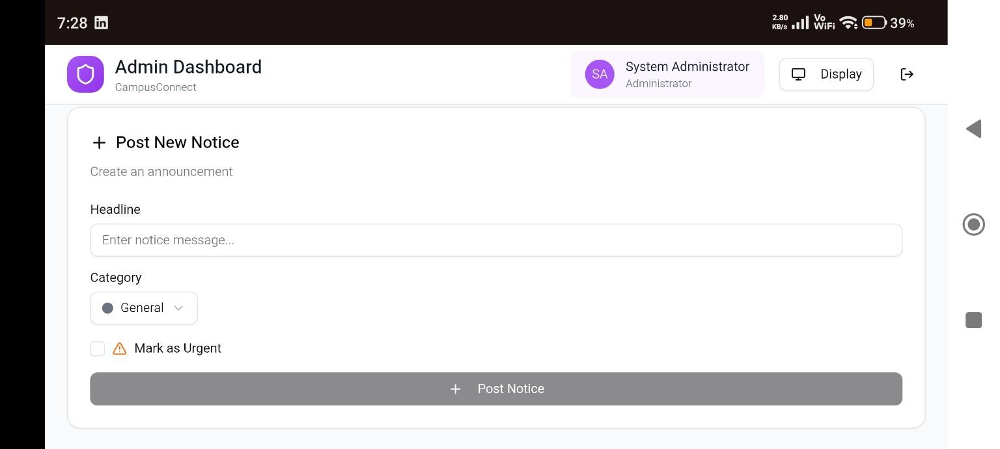 7:28 in 2.80 KB/s Vo WiFi 39%
Admin Dashboard
CampusConnect
SA
System Administrator
Administrator
Display
Post New Notice
Create an announcement
Headline
Enter notice message...
Category
General
Mark as Urgent
Post Notice